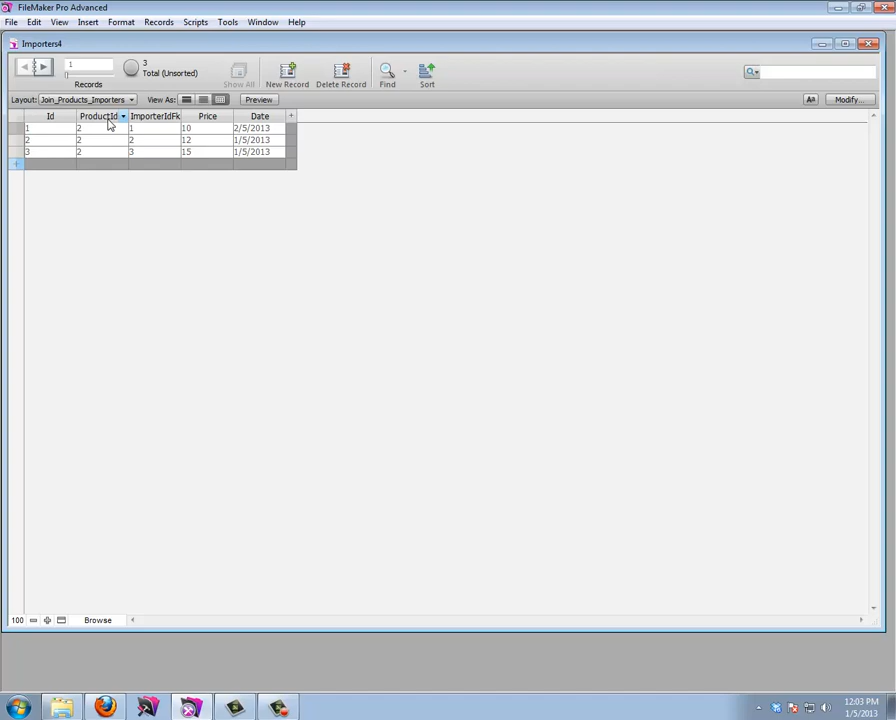 FileMaker Pro Advanced
File Edit View Insert Format Records Scripts Tools Window Help
Importers4
1
3
Total (Unsorted)
Records
Show All
New Record
Delete Record
Find
Sort
Layout: Join_Products_Importers
View As:
Preview
Aa
Modify...
Id ProductId ImporterIdFk Price Date
1 2 1 10 2/5/2013
2 2 2 12 1/5/2013
3 2 3 15 1/5/2013
100
Browse
12:03 PM
1/5/2013